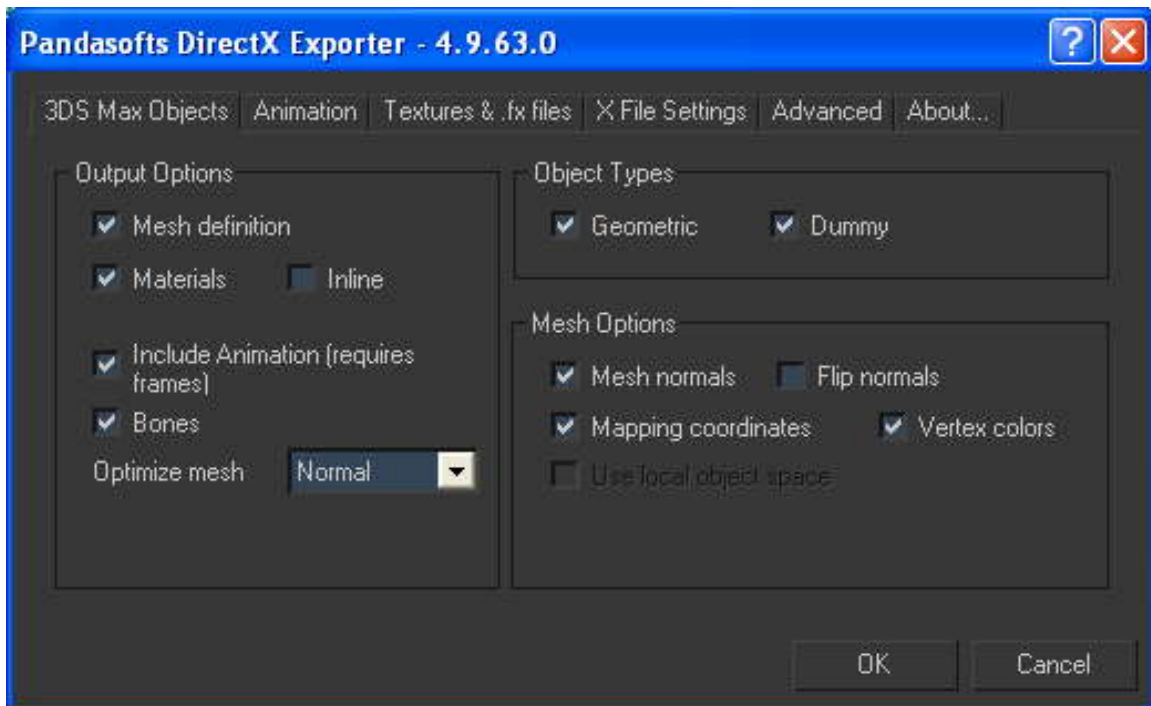 Pandasofts DirectX Exporter - 4.9.63.0
3DS Max Objects Animation Textures & .fx files X File Settings Advanced About...
Output Options
Mesh definition
Materials Inline
Include Animation (requires
frames)
Bones
Optimize mesh Normal
Object Types
Geometric Dummy
Mesh Options
Mesh normals Flip normals
Mapping coordinates Vertex colors
Use local object space
OK Cancel